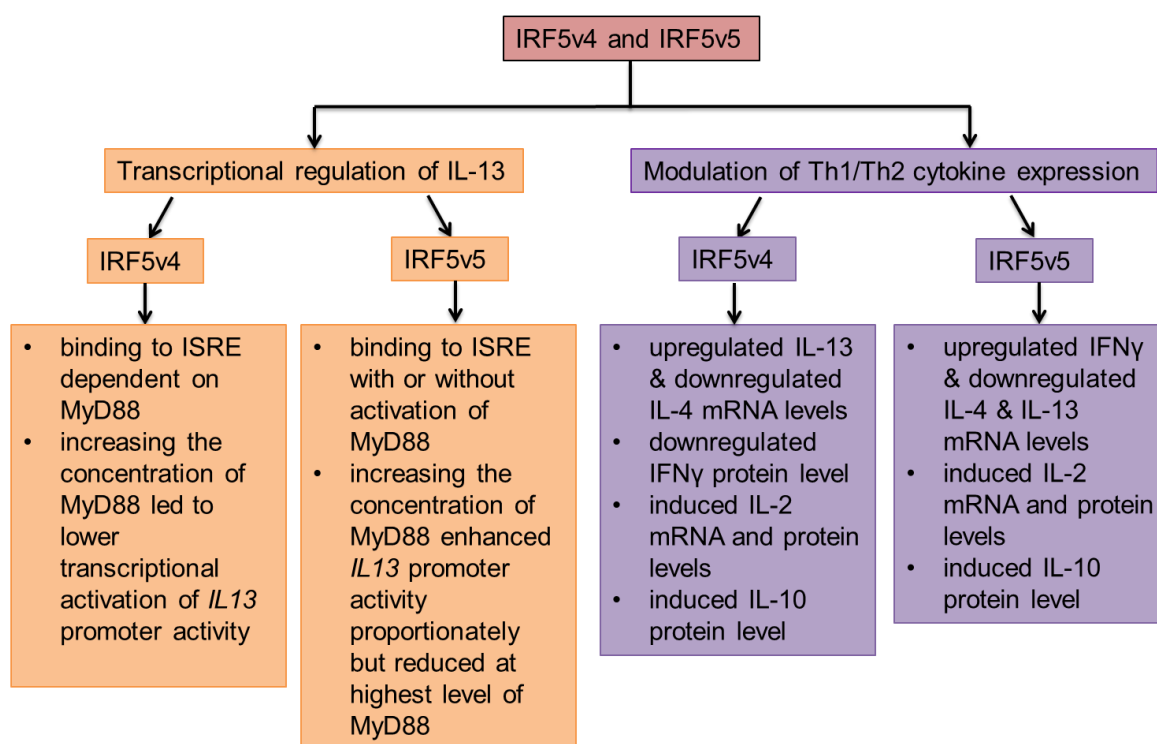 IRF5v4 and IRF5v5
Transcriptional regulation of IL-13
Modulation of Th1/Th2 cytokine expression
IRF5v4
IRF5v5
IRF5v4
IRF5v5
• binding to ISRE
dependent on
MyD88
• increasing the
concentration of
MyD88 led to
lower
transcriptional
activation of IL13
promoter activity
• binding to ISRE
with or without
activation of
MyD88
• increasing the
concentration of
MyD88 enhanced
IL13 promoter
activity
proportionately
but reduced at
highest level of
MyD88
• upregulated IL-13
& downregulated
IL-4 mRNA levels
• downregulated
IFNγ protein level
• induced IL-2
mRNA and protein
levels
• induced IL-10
protein level
• upregulated IFNγ
& downregulated
IL-4 & IL-13
mRNA levels
• induced IL-2
mRNA and protein
levels
• induced IL-10
protein level